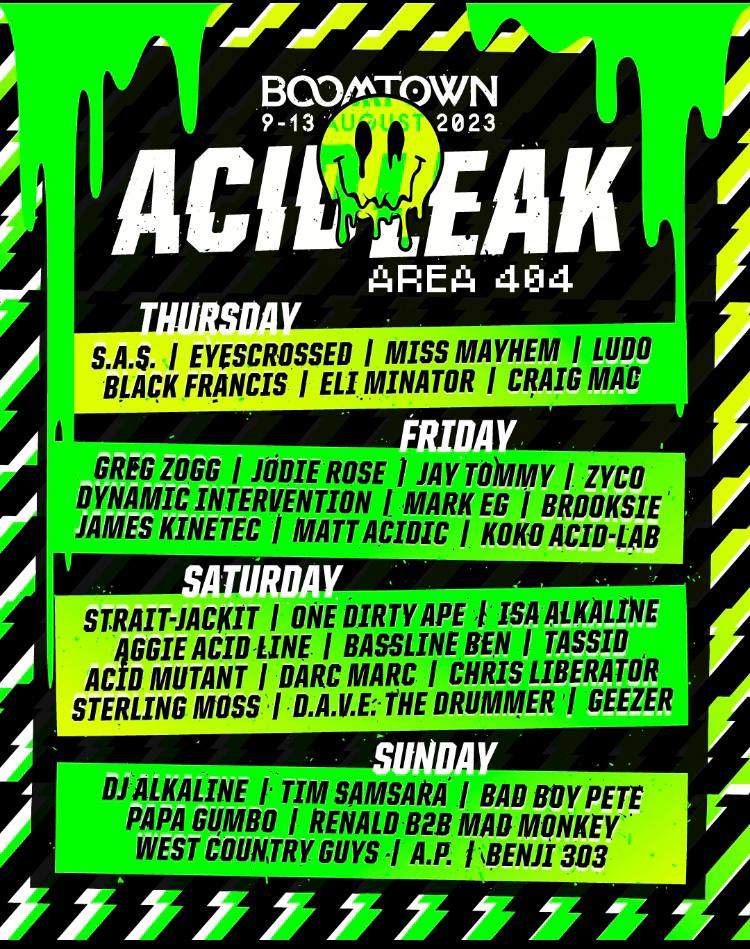 BOOMTOWN
9-13 AUGUST 2023
ACID LEAK
AREA 404
THURSDAY
S.A.S. | EYESCROSSED | MISS MAYHEM | LUDO
BLACK FRANCIS | ELI MINATOR | CRAIG MAC
FRIDAY
GREG ZOGG | JODIE ROSE | JAY TOMMY | ZYCO
DYNAMIC INTERVENTION | MARK EG | BROOKSIE
JAMES KINETEC | MATT ACIDIC | KOKO ACID-LAB
SATURDAY
STRAIT-JACKIT | ONE DIRTY APE | ISA ALKALINE
AGGIE ACID LINE | BASSLINE BEN | TASSID
ACID MUTANT | DARC MARC | CHRIS LIBERATOR
STERLING MOSS | D.A.V.E. THE DRUMMER | GEEZER
SUNDAY
DJ ALKALINE | TIM SAMSARA | BAD BOY PETE
PAPA GUMBO | RENALD B2B MAD MONKEY
WEST COUNTRY GUYS | A.P. | BENJI 303